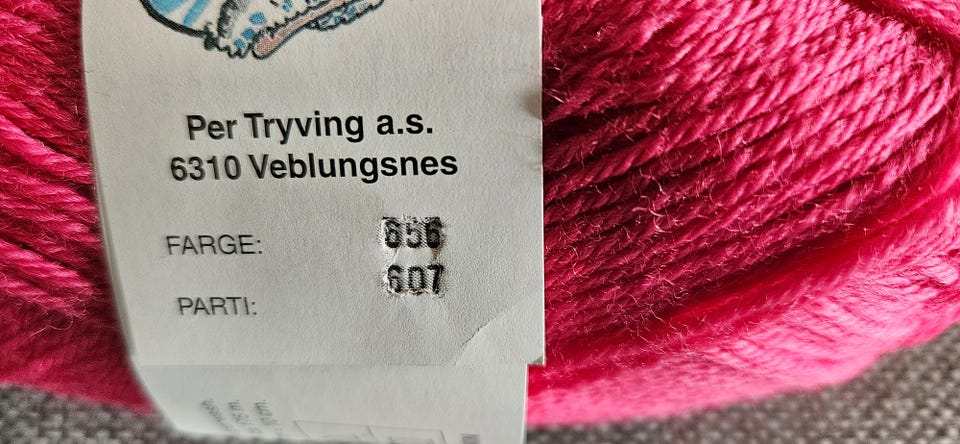 Per Tryving a.s.
6310 Veblungsnes
FARGE: 656
607
PARTI: